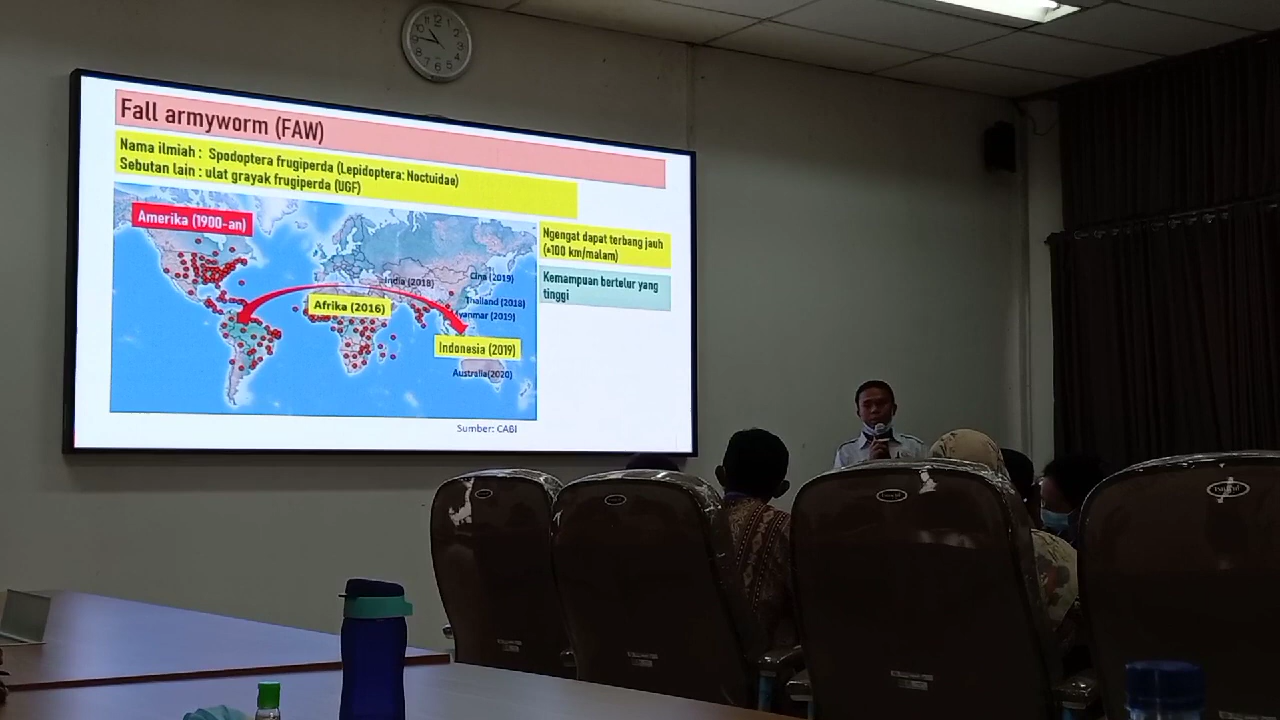 Fall armyworm (FAW)
Nama ilmiah : Spodoptera frugiperda (Lepidoptera: Noctuidae)
Sebutan lain : ulat grayak frugiperda (UGF)
Amerika (1900-an)
Ngengat dapat terbang jauh
(±100 km/malam)
Kemampuan bertelur yang
tinggi
India (2018)
Cina (2019)
Afrika (2016)
Thailand (2018)
Myanmar (2019)
Indonesia (2019)
Australia(2020)
Sumber: CABI